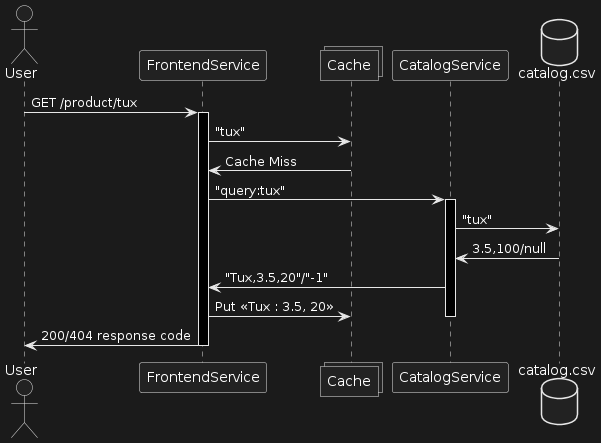 User
FrontendService
Cache
CatalogService
catalog.csv
GET /product/tux
"tux"
Cache Miss
"query:tux"
"tux"
3.5,100/null
"Tux,3.5,20"/"-1"
Put «Tux : 3.5, 20»
200/404 response code
User
FrontendService
Cache
CatalogService
catalog.csv